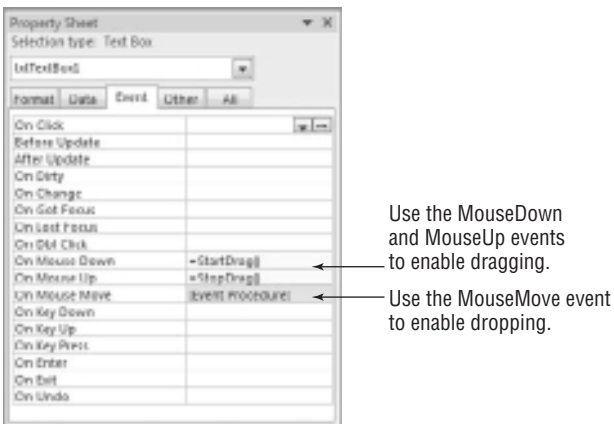 Property Sheet
Selection type: Text Box
txtTextBox1
Format Data Event Other All
On Click
Before Update
After Update
On Dirty
On Change
On Got Focus
On Lost Focus
On Dbl Click
On Mouse Down =StartDrag()
On Mouse Up =StopDrag()
On Mouse Move [Event Procedure]
On Key Down
On Key Up
On Key Press
On Enter
On Exit
On Undo
Use the MouseDown
and MouseUp events
to enable dragging.
Use the MouseMove event
to enable dropping.